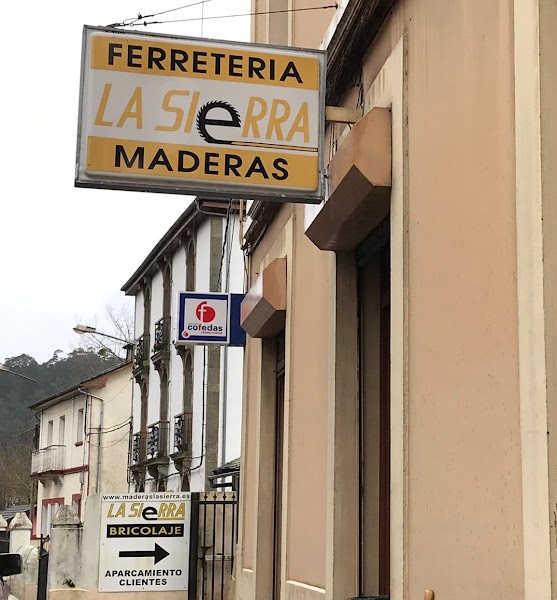 FERRETERIA
LA SIERRA
MADERAS
cofedas
www.maderaslasierra.es
LA SIERRA
BRICOLAJE
APARCAMIENTO
CLIENTES